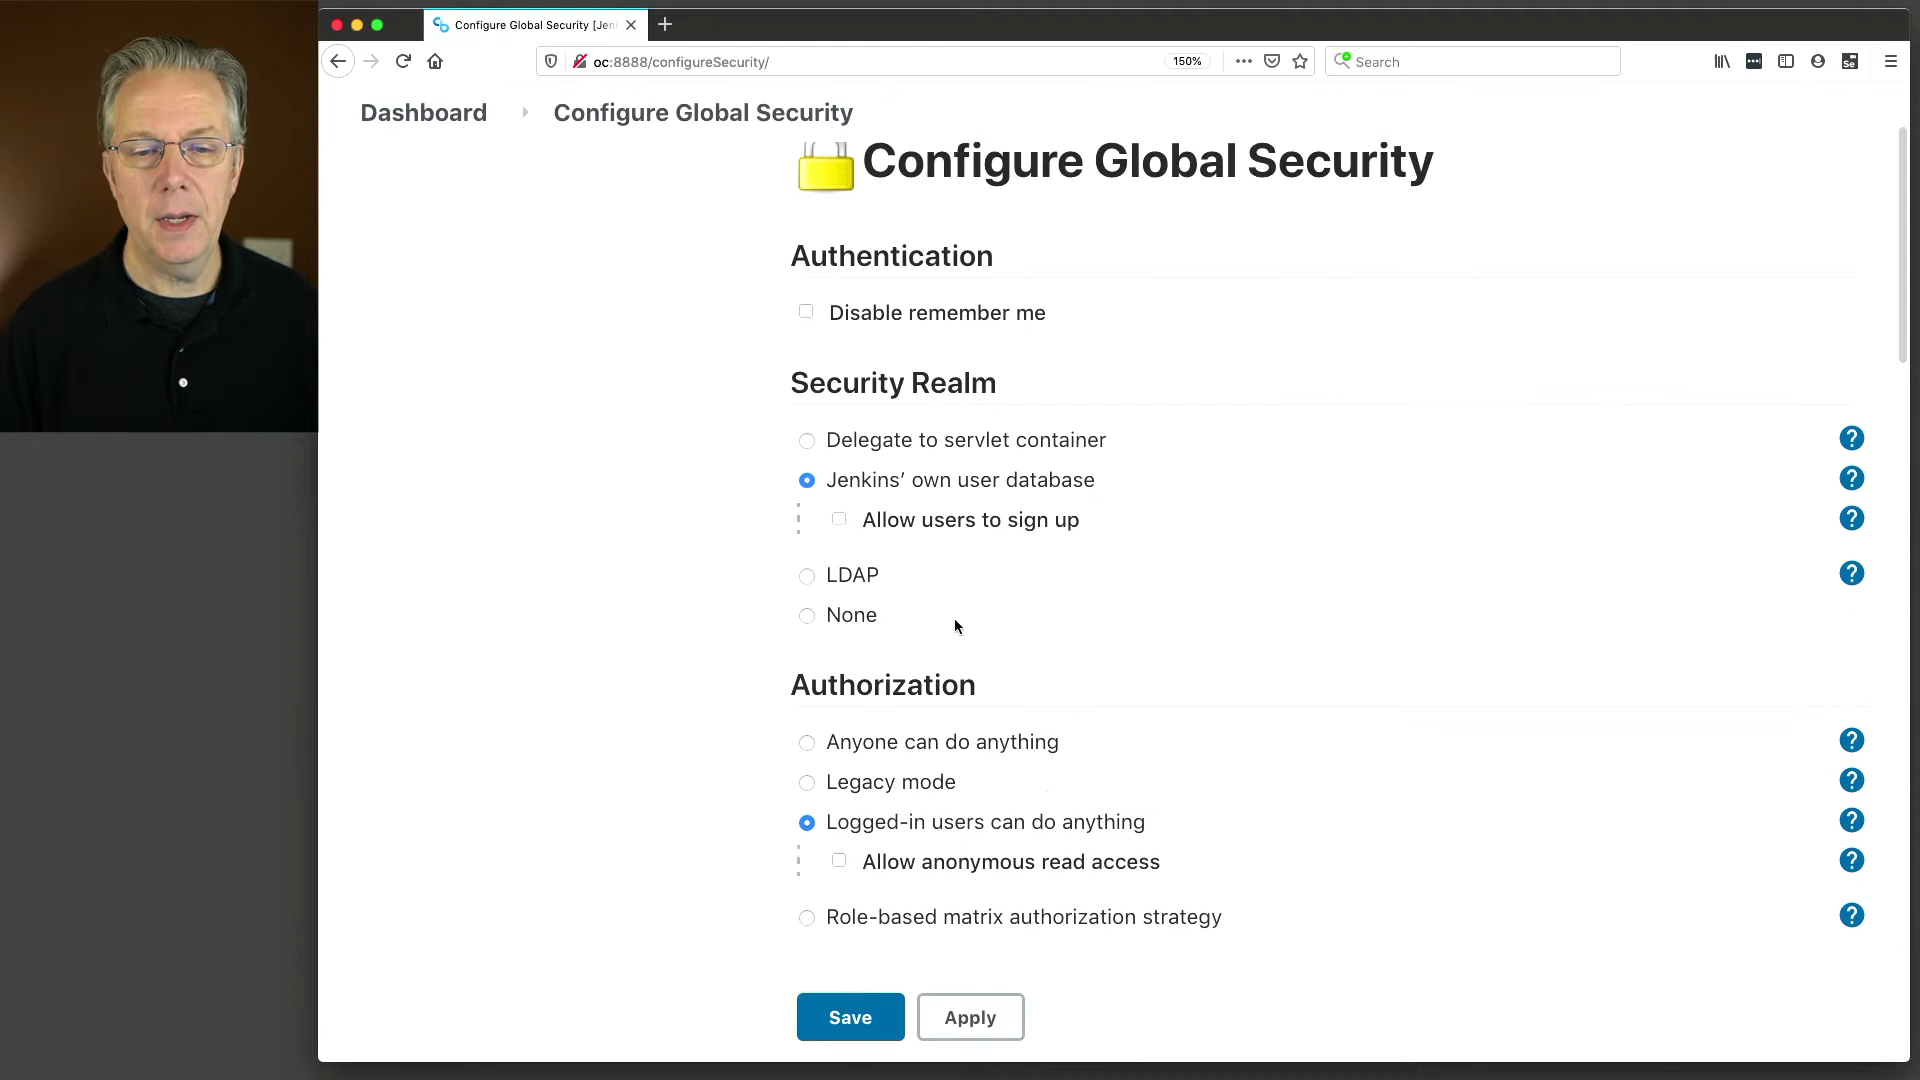 Configure Global Security [Jen
oc:8888/configureSecurity/
150%
Search
Se
Dashboard
Configure Global Security
Configure Global Security
Authentication
Disable remember me
Security Realm
Delegate to servlet container
?
Jenkins’ own user database
?
Allow users to sign up
?
LDAP
?
None
Authorization
Anyone can do anything
?
Legacy mode
?
Logged-in users can do anything
?
Allow anonymous read access
?
Role-based matrix authorization strategy
?
Save
Apply